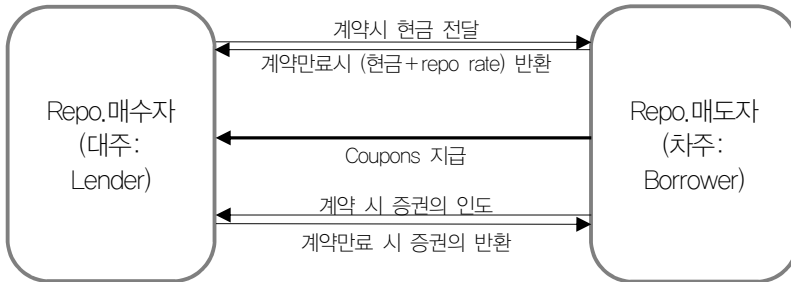 계약시 현금 전달
계약만료시 (현금+repo rate) 반환
Repo.매수자
(대주:
Lender)
Coupons 지급
Repo.매도자
(차주:
Borrower)
계약 시 증권의 인도
계약만료 시 증권의 반환